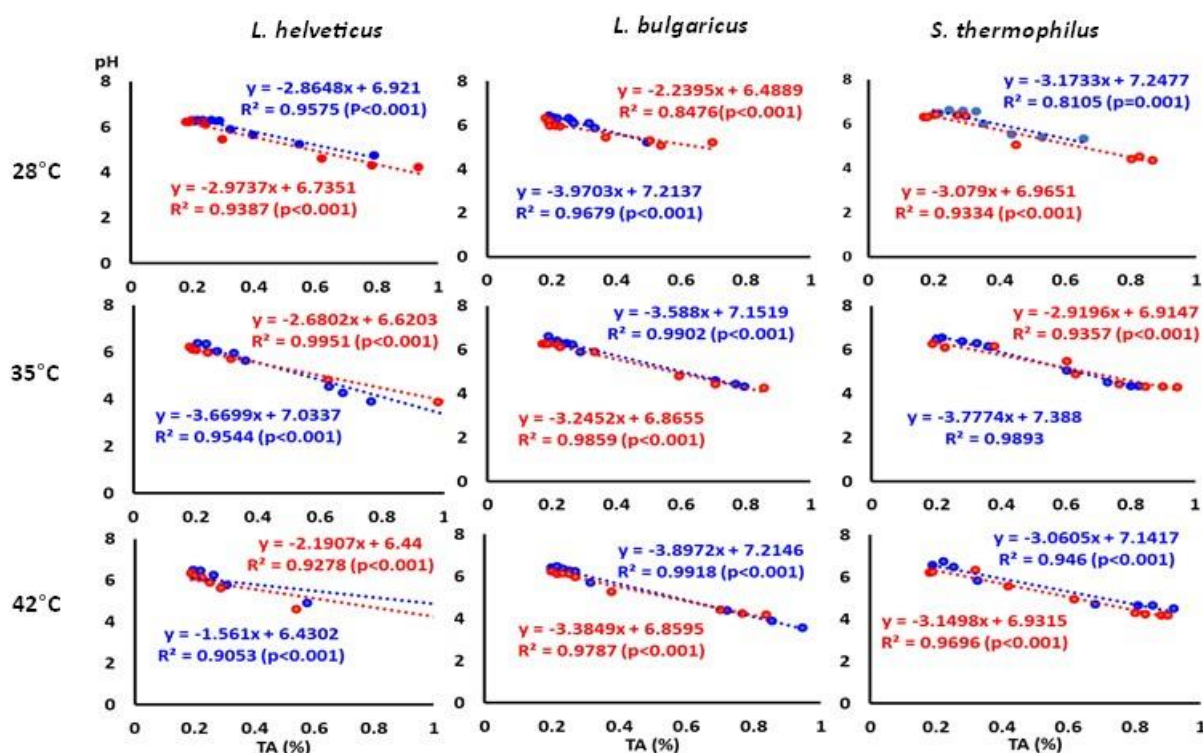 L. helveticus
L. bulgaricus
S. thermophilus
pH
28°C
8
6
4
2
0
y = -2.8648x + 6.921
R² = 0.9575 (P<0.001)
y = -2.9737x + 6.7351
R² = 0.9387 (p<0.001)
0.2 0.4 0.6 0.8 1
8
6
4
2
0
y = -2.2395x + 6.4889
R² = 0.8476 (p<0.001)
y = -3.9703x + 7.2137
R² = 0.9679 (p<0.001)
0 0.2 0.4 0.6 0.8 1
8
6
4
2
0
y = -3.1733x + 7.2477
R² = 0.8105 (p=0.001)
y = -3.079x + 6.9651
R² = 0.9334 (p<0.001)
0.2 0.4 0.6 0.8 1
35°C
8
6
4
2
0
y = -2.6802x + 6.6203
R² = 0.9951 (p<0.001)
y = -3.6699x + 7.0337
R² = 0.9544 (p<0.001)
0.2 0.4 0.6 0.8 1
8
6
4
2
0
y = -3.588x + 7.1519
R² = 0.9902 (p<0.001)
y = -3.2452x + 6.8655
R² = 0.9859 (p<0.001)
0 0.2 0.4 0.6 0.8 1
8
6
4
2
0
y = -2.9196x + 6.9147
R² = 0.9357 (p<0.001)
y = -3.7774x + 7.388
R² = 0.9893
0 0.2 0.4 0.6 0.8 1
42°C
8
6
4
2
0
y = -2.1907x + 6.44
R² = 0.9278 (p<0.001)
y = -1.561x + 6.4302
R² = 0.9053 (p<0.001)
0 0.2 0.4 0.6 0.8 1
TA (%)
8
6
4
2
0
y = -3.8972x + 7.2146
R² = 0.9918 (p<0.001)
y = -3.3849x + 6.8595
R² = 0.9787 (p<0.001)
0 0.2 0.4 0.6 0.8 1
TA (%)
8
6
4
2
0
y = -3.0605x + 7.1417
R² = 0.946 (p<0.001)
y = -3.1498x + 6.9315
R² = 0.9696 (p<0.001)
0 0.2 0.4 0.6 0.8 1
TA (%)